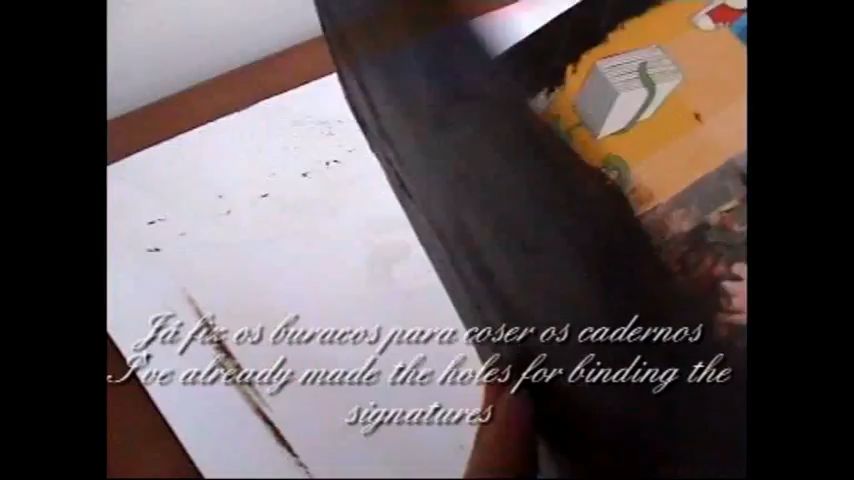 Já fiz os buracos para coser os cadernos
I've already made the holes for binding the
signatures